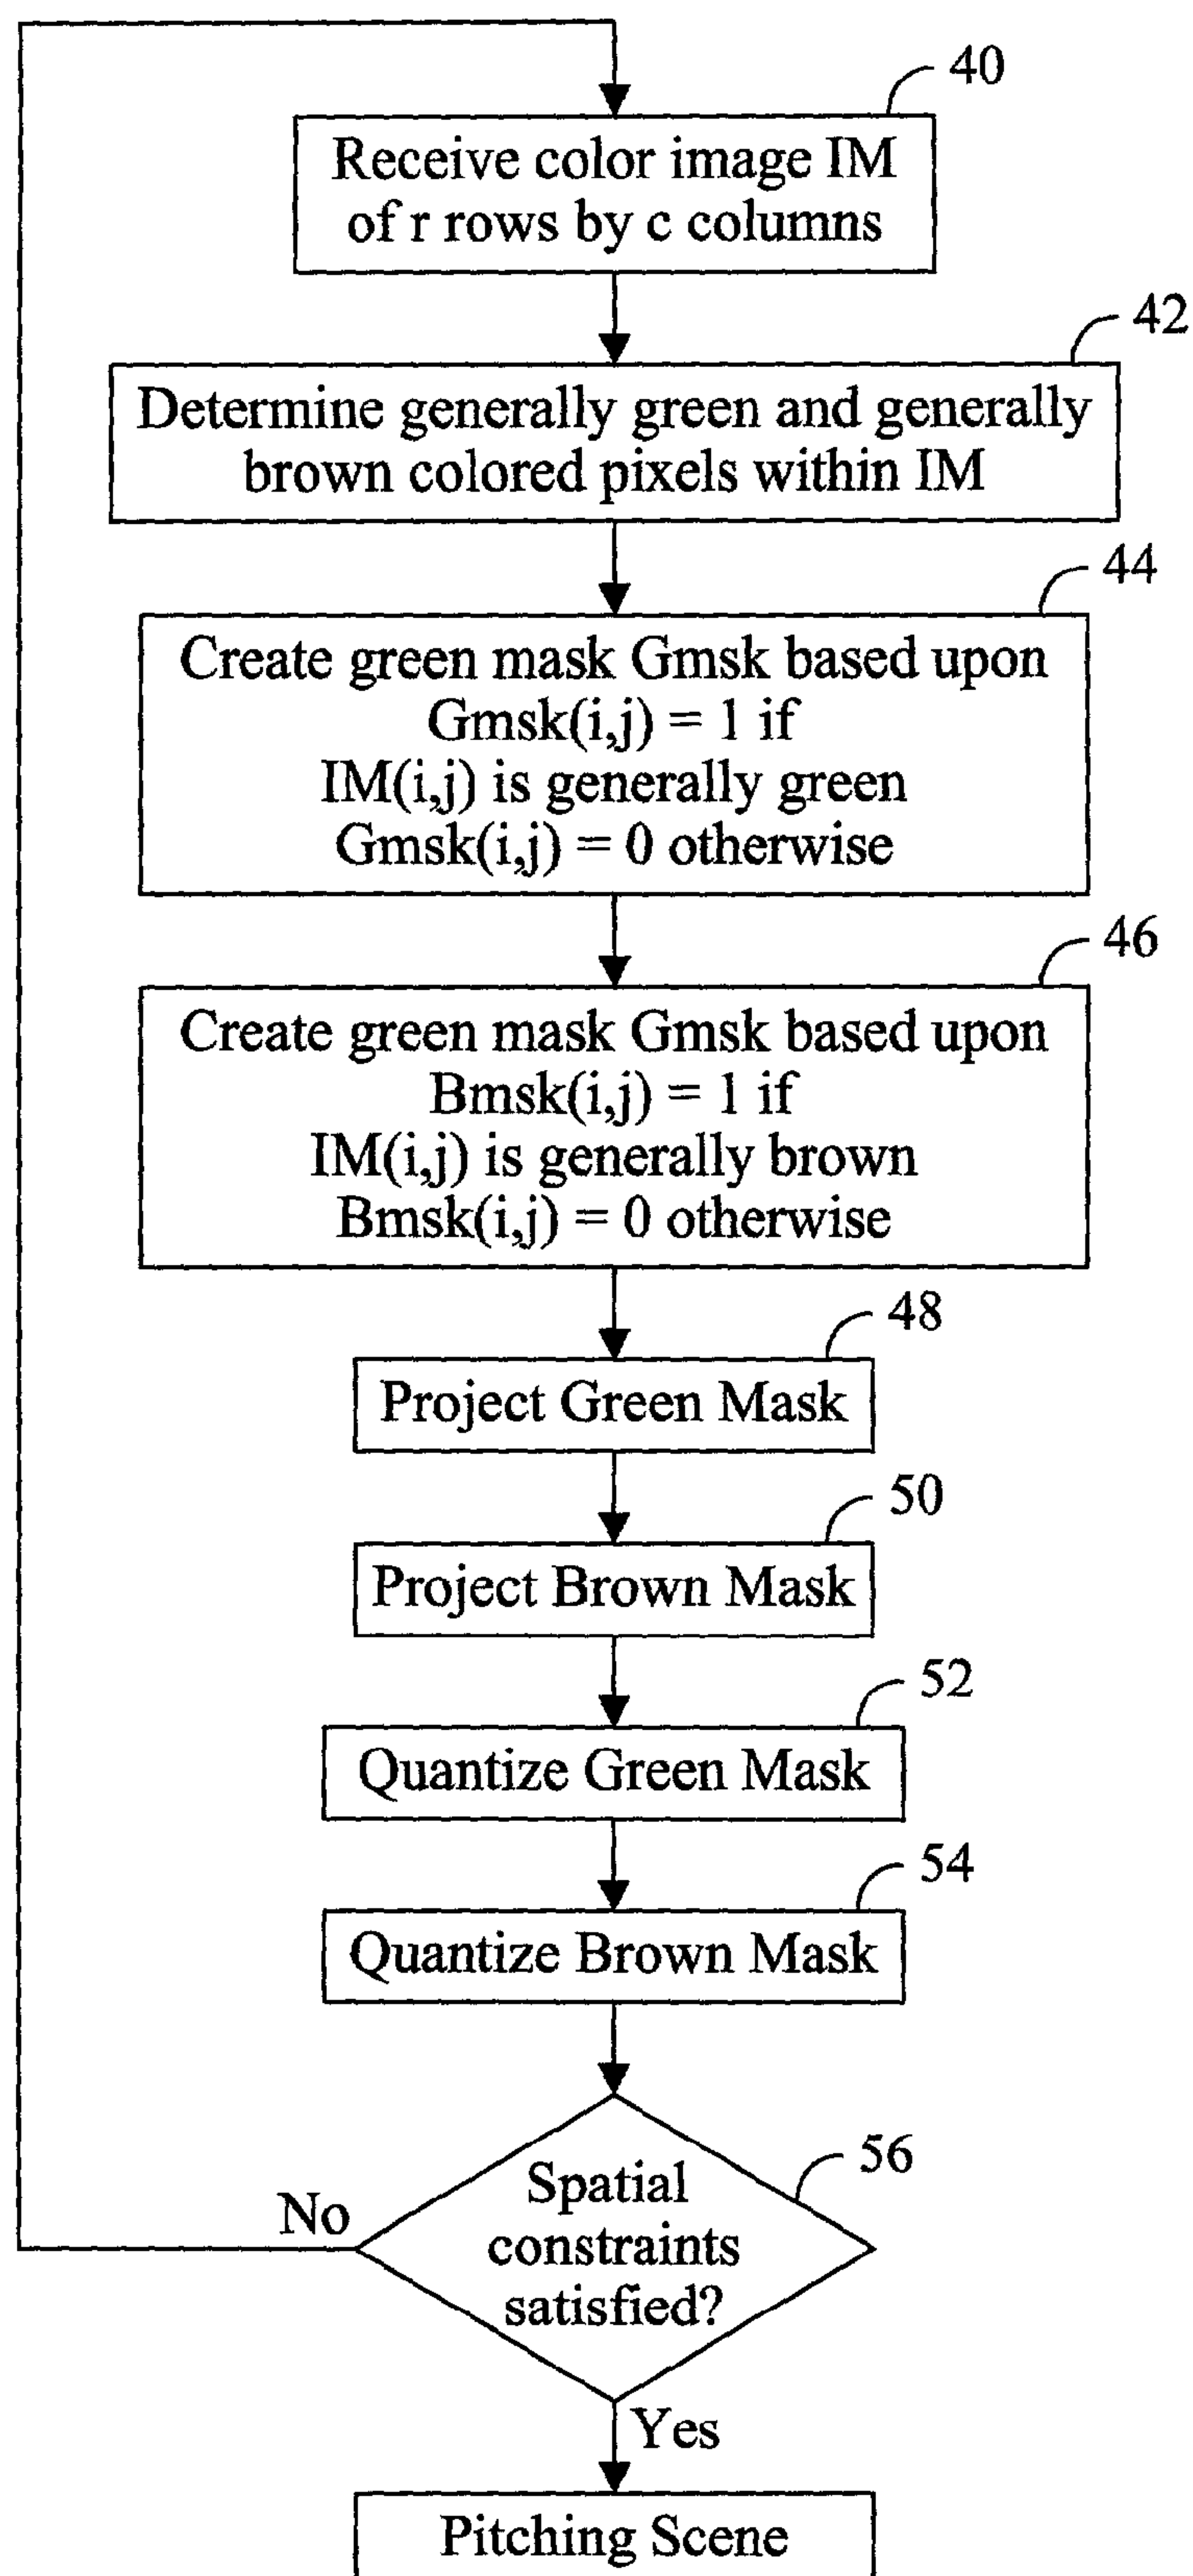 40
Receive color image IM
of r rows by c columns
42
Determine generally green and generally
brown colored pixels within IM
44
Create green mask Gmsk based upon
Gmsk(i,j) = 1 if
IM(i,j) is generally green
Gmsk(i,j) = 0 otherwise
46
Create green mask Gmsk based upon
Bmsk(i,j) = 1 if
IM(i,j) is generally brown
Bmsk(i,j) = 0 otherwise
48
Project Green Mask
50
Project Brown Mask
52
Quantize Green Mask
54
Quantize Brown Mask
56
Spatial
constraints
satisfied?
No
Yes
Pitching Scene